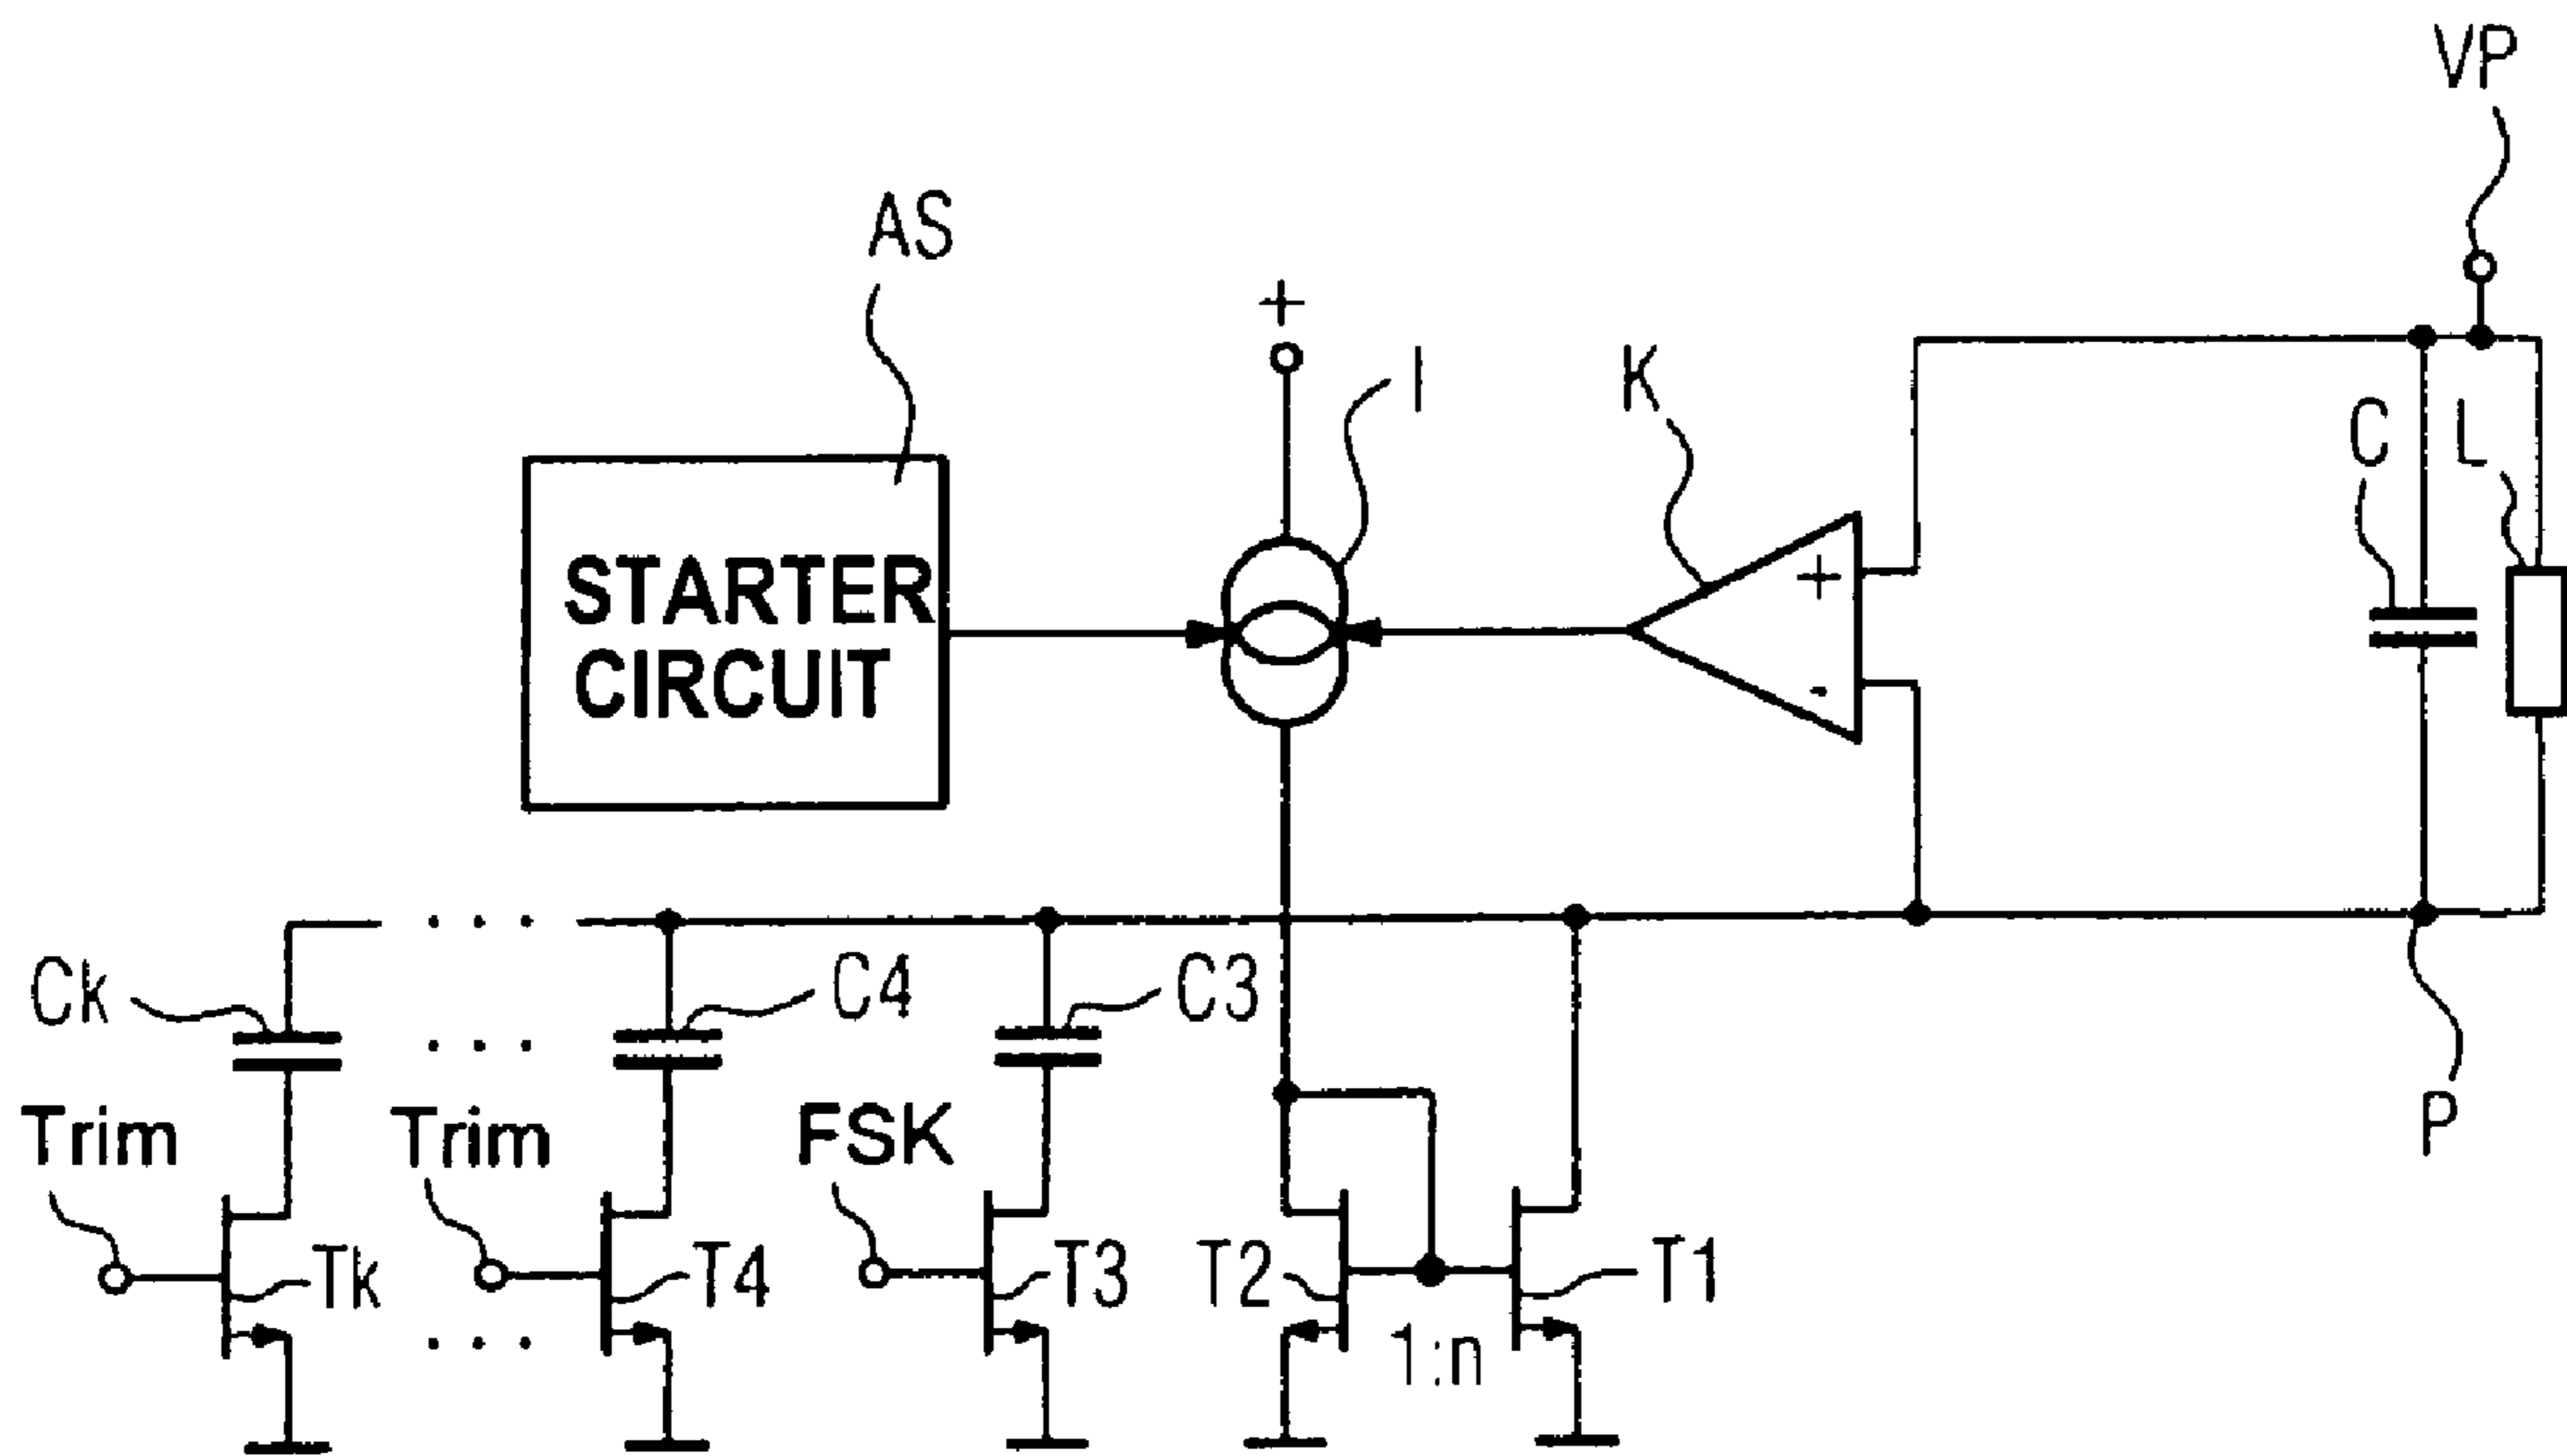 VP
AS
+
I
K
C
L
STARTER
CIRCUIT
+
-
Ck
C4
C3
Trim
Trim
FSK
P
Tk
T4
T3
T2
T1
1:n